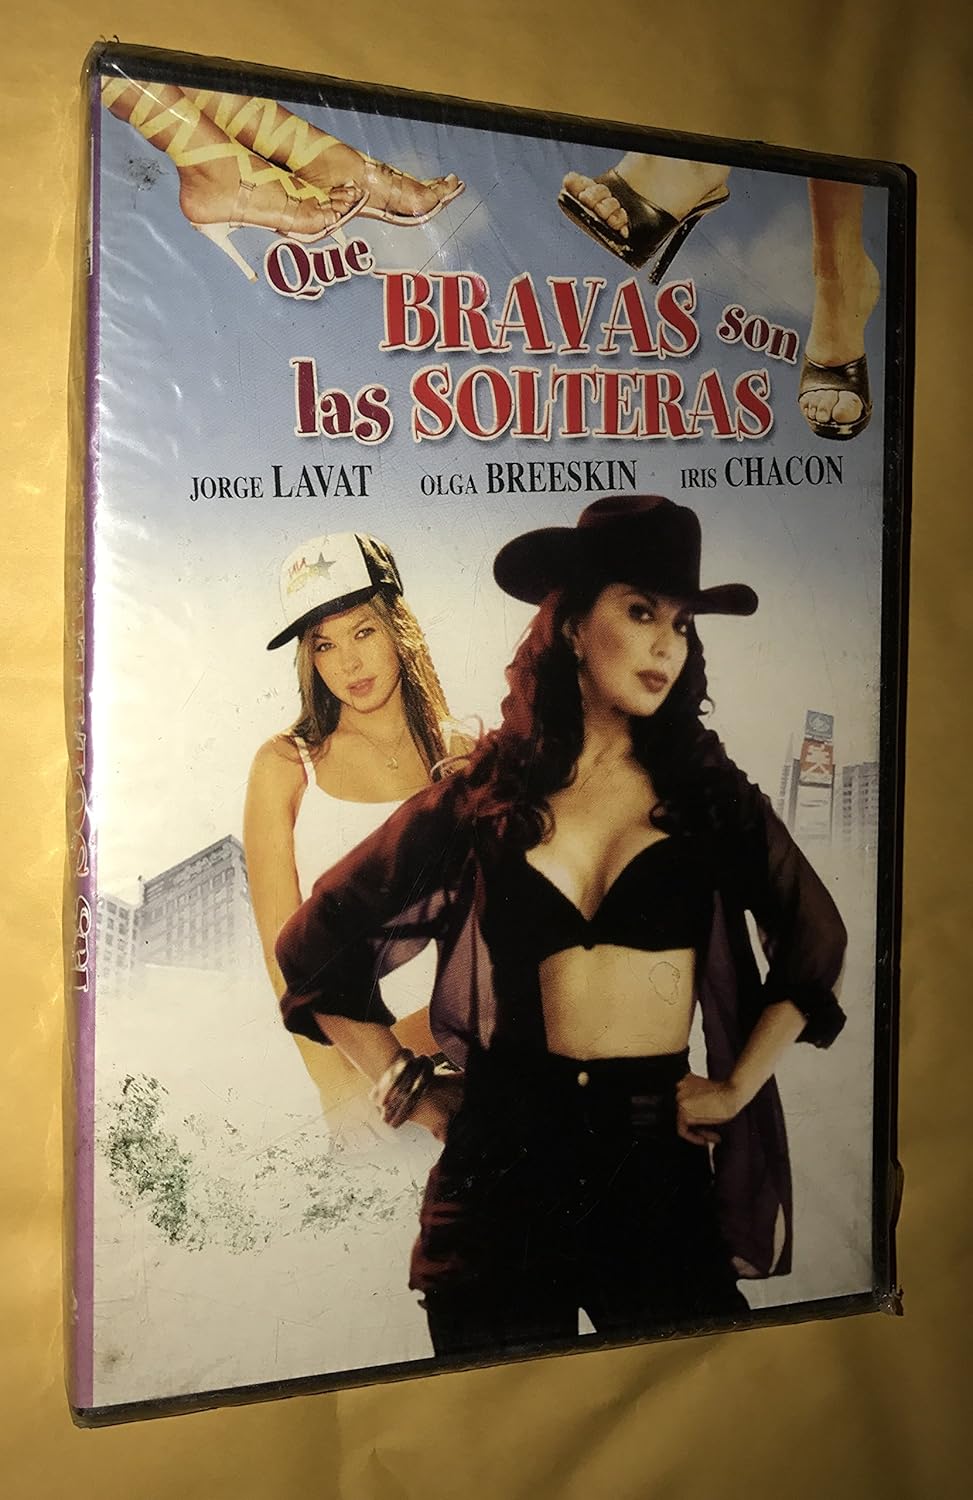 Que BRAVAS son
las SOLTERAS
JORGE LAVAT OLGA BREESKIN IRIS CHACON